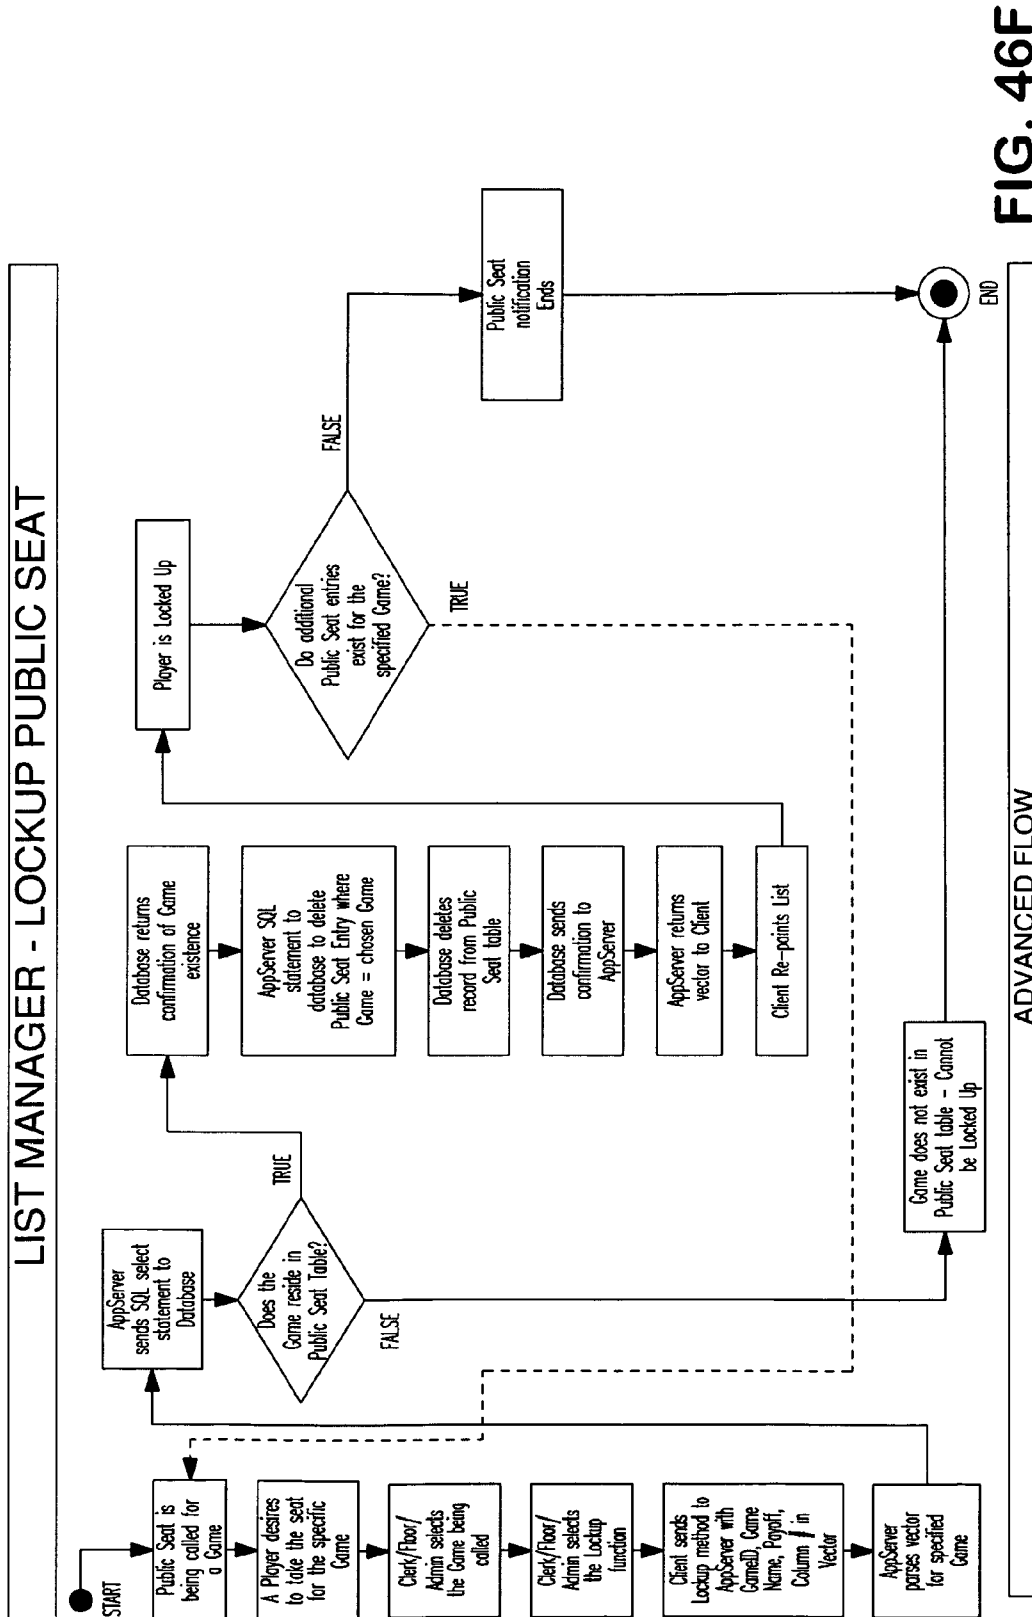 LIST MANAGER - LOCKUP PUBLIC SEAT
START
Public Seat is
being called for
a Game
A Player desires
to take the seat
for the specific
Game
Clerk/Floor/
Admin selects
the Game being
called
Clerk/Floor/
Admin selects
the Lockup
function
Client sends
Lockup method to
AppServer with
GameID, Game
Name, Payoff,
Column # in
Vector
AppServer
parses vector
for specified
Game
AppServer
sends SQL select
statement to
Database
Does the
Game reside in
Public Seat Table?
TRUE
FALSE
Database returns
confirmation of Game
existence
AppServer SQL
statement to
database to delete
Public Seat Entry where
Game = chosen Game
Database deletes
record from Public
Seat table
Database sends
confirmation to
AppServer
AppServer returns
vector to Client
Client Re-points List
Game does not exist in
Public Seat table - Cannot
be Locked Up
Player is Locked Up
Do additional
Public Seat entries
exist for the
specified Game?
FALSE
TRUE
Public Seat
notification
Ends
END
ADVANCED FLOW
FIG. 46F